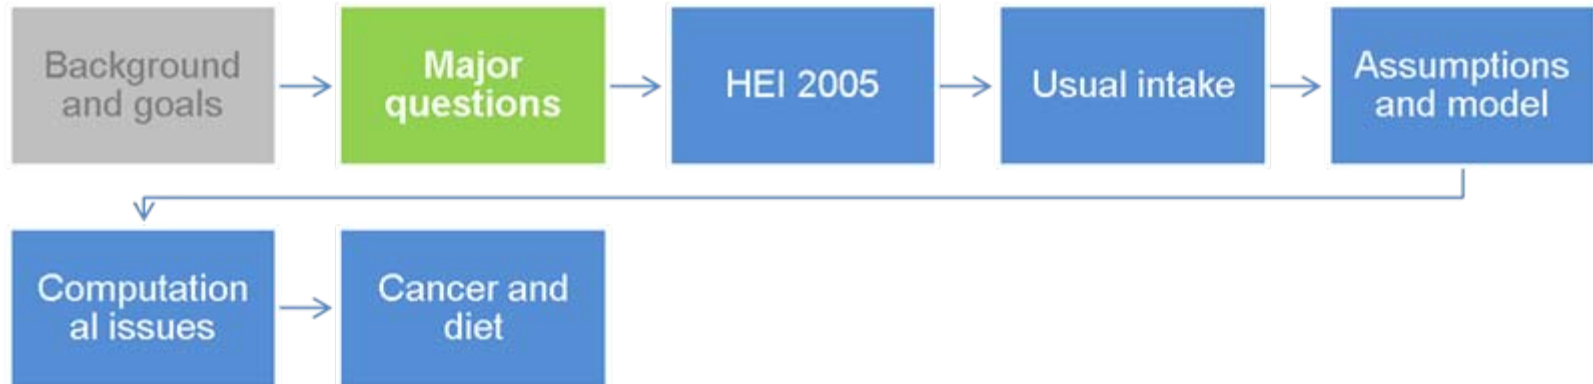 Background
and goals
Major
questions
HEI 2005
Usual intake
Assumptions
and model
Computation
al issues
Cancer and
diet